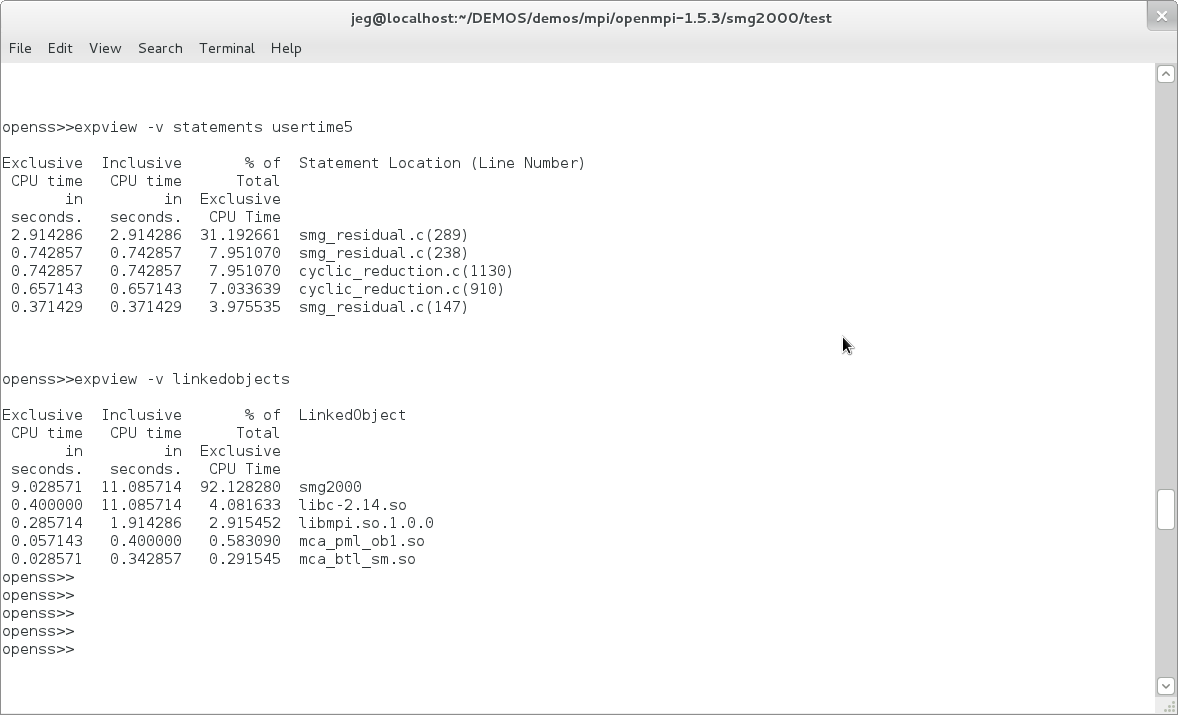 jeg@localhost:~/DEMOS/demos/mpi/openmpi-1.5.3/smg2000/test
File Edit View Search Terminal Help
openss>>expview -v statements usertime5
Exclusive Inclusive % of Statement Location (Line Number)
CPU time CPU time Total
in in Exclusive
seconds. seconds. CPU Time
2.914286 2.914286 31.192661 smg_residual.c(289)
0.742857 0.742857 7.951070 smg_residual.c(238)
0.742857 0.742857 7.951070 cyclic_reduction.c(1130)
0.657143 0.657143 7.033639 cyclic_reduction.c(910)
0.371429 0.371429 3.975535 smg_residual.c(147)
openss>>expview -v linkedobjects
Exclusive Inclusive % of LinkedObject
CPU time CPU time Total
in in Exclusive
seconds. seconds. CPU Time
9.028571 11.085714 92.128280 smg2000
0.400000 11.085714 4.081633 libc-2.14.so
0.285714 1.914286 2.915452 libmpi.so.1.0.0
0.057143 0.400000 0.583090 mca_pml_ob1.so
0.028571 0.342857 0.291545 mca_btl_sm.so
openss>>
openss>>
openss>>
openss>>
openss>>